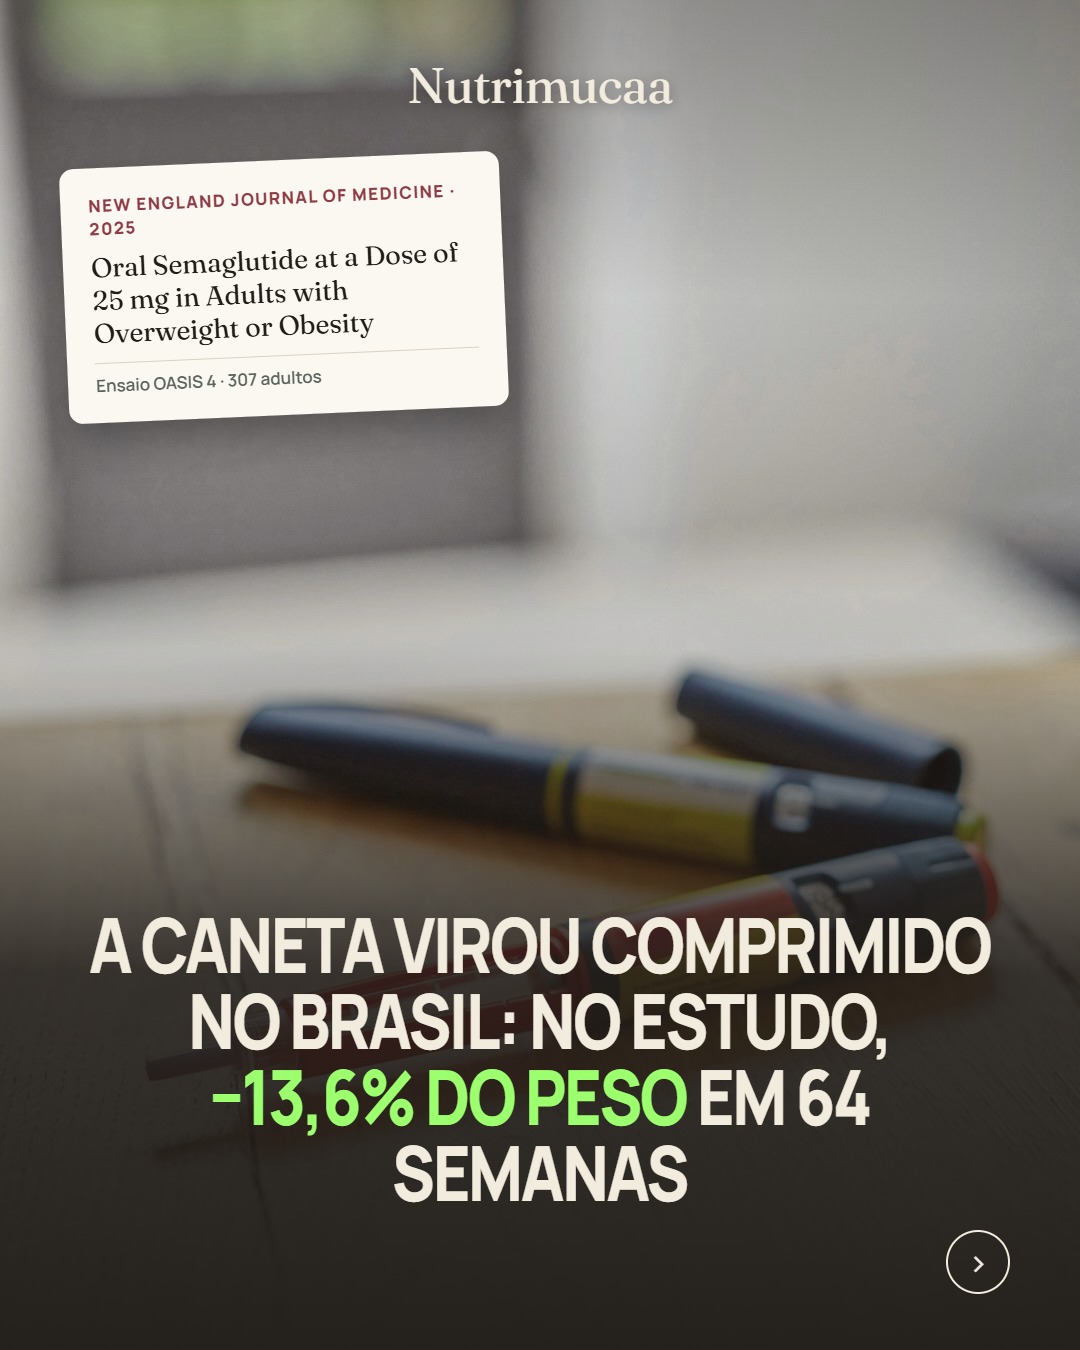 Nutrimucaa
NEW ENGLAND JOURNAL OF MEDICINE ·
2025
Oral Semaglutide at a Dose of
25 mg in Adults with
Overweight or Obesity
Ensaio OASIS 4 · 307 adultos
A CANETA VIROU COMPRIMIDO
NO BRASIL: NO ESTUDO,
−13,6% DO PESO EM 64
SEMANAS